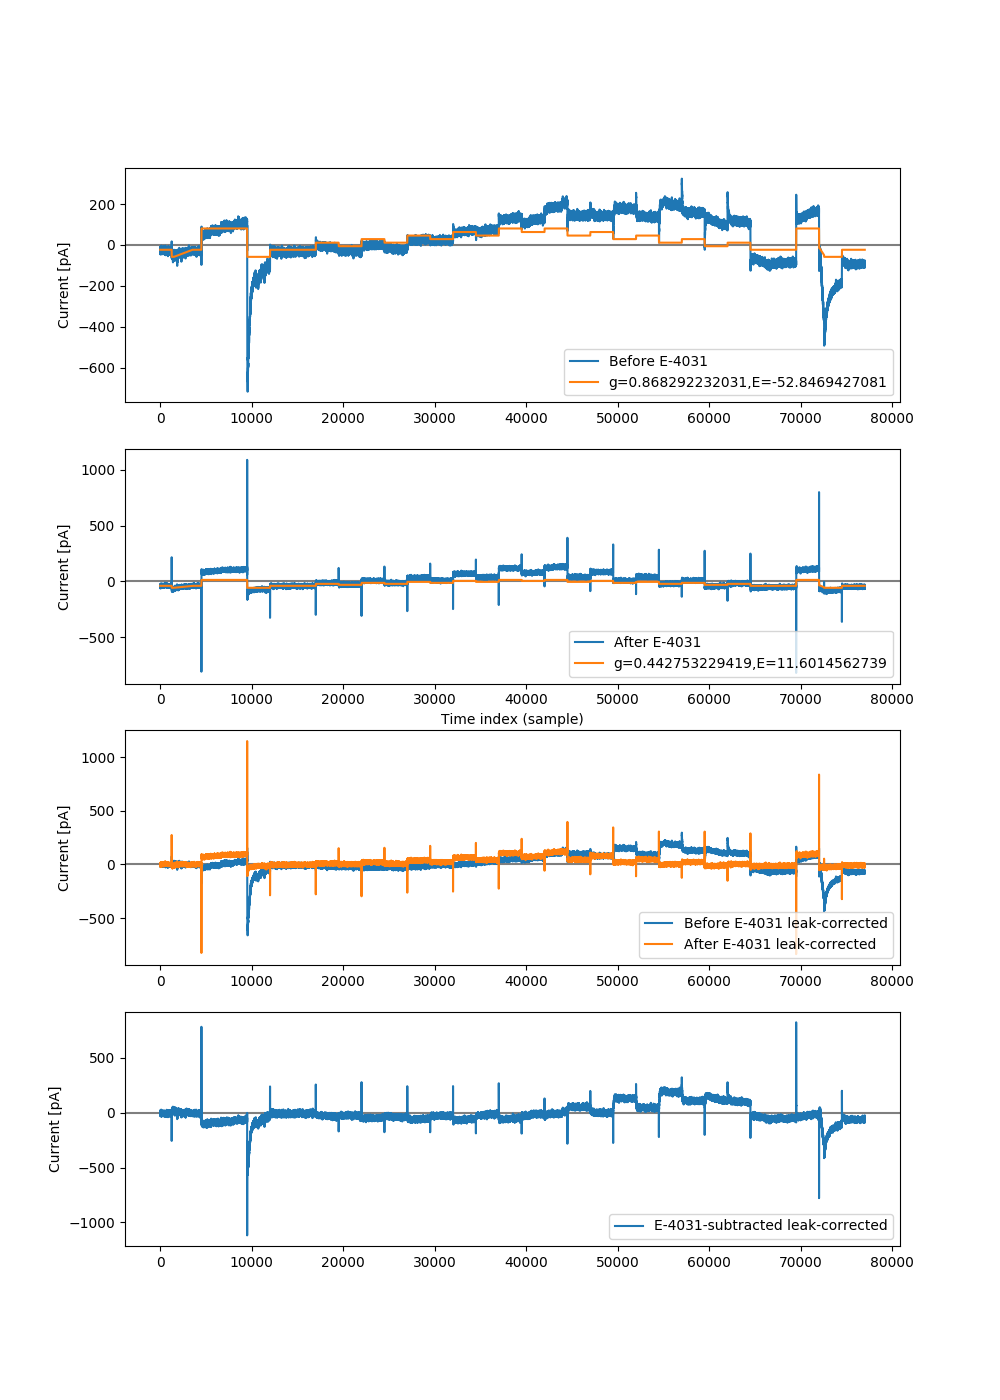 200
0
−200
−400
−600
Current [pA]
Before E-4031
g=0.868292232031,E=-52.8469427081
0 10000 20000 30000 40000 50000 60000 70000 80000
1000
500
0
−500
Current [pA]
After E-4031
g=0.442753229419,E=11.6014562739
0 10000 20000 30000 40000 50000 60000 70000 80000
Time index (sample)
1000
500
0
−500
Current [pA]
Before E-4031 leak-corrected
After E-4031 leak-corrected
0 10000 20000 30000 40000 50000 60000 70000 80000
500
0
−500
−1000
Current [pA]
E-4031-subtracted leak-corrected
0 10000 20000 30000 40000 50000 60000 70000 80000